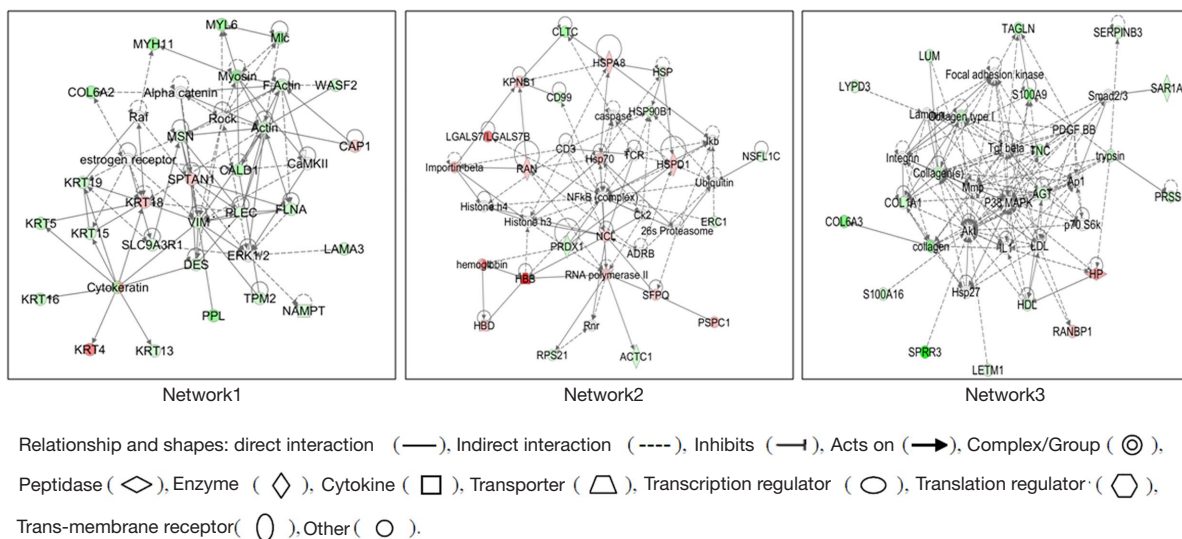 MYL6
Mlc
MYH11
Myosin
COL6A2
Alpha catenin
F Actin
WASF2
Raf
Rock
MSN
Actin
CAP1
estrogen receptor
CaMKII
KRT19
SPTAN1
CALD1
KRT18
KRT5
VIM
PLEC
FLNA
KRT15
SLC9A3R1
ERK1/2
LAMA3
DES
Cytokeratin
KRT16
TPM2
NAMPT
PPL
KRT4
KRT13
Network1
CLTC
HSPA8
KPNB1
HSP
CD99
HSP90B1
caspase
LGALS7/LGALS7B
Ikb
CD3
TCR
NSFL1C
Importin beta
RAN
Hsp70
HSPD1
Ubiquitin
NFkB (complex)
Histone h4
Histone h3
Ck2
ERC1
26s Proteasome
NCL
PRDX1
ADRB
hemoglobin
HBB
RNA polymerase II
SFPQ
HBD
Rnr
PSPC1
RPS21
ACTC1
Network2
TAGLN
SERPINB3
LUM
Focal adhesion kinase
LYPD3
S100A9
Smad2/3
SAR1A
Collagen type I
PDGF BB
Integrin
Tgf beta
TNC
trypsin
Collagen(s)
Mmp
Ap1
COL1A1
P38 MAPK
AGT
PRSS
COL6A3
Akt
p70 S6k
collagen
IL1
LDL
HP
S100A16
Hsp27
HDL
RANBP1
SPRR3
LETM1
Network3
Relationship and shapes: direct interaction ( ), Indirect interaction ( ), Inhibits ( ), Acts on ( ), Complex/Group ( ),
Peptidase ( ), Enzyme ( ), Cytokine ( ), Transporter ( ), Transcription regulator ( ), Translation regulator ( ),
Trans-membrane receptor( ), Other ( ).